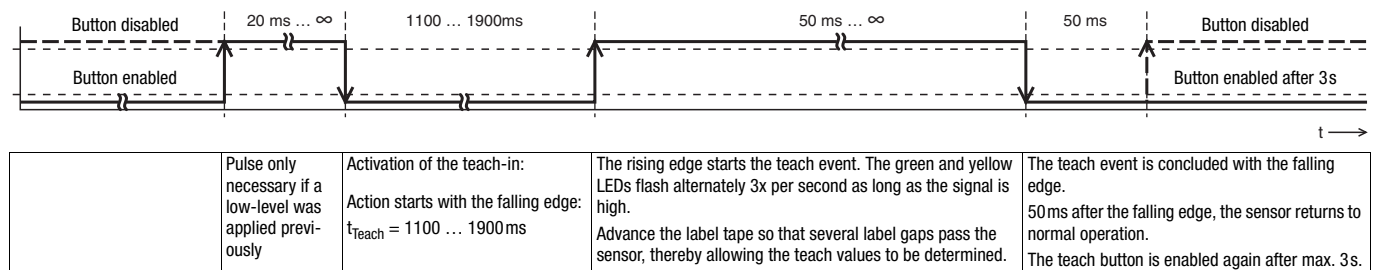 Button disabled
20 ms ... ∞
1100 ... 1900ms
50 ms ... ∞
50 ms
Button disabled
Button enabled
Button enabled after 3s
t
Pulse only
necessary if a
low-level was
applied previ-
ously
Activation of the teach-in:
Action starts with the falling edge:
tTeach = 1100 … 1900ms
The rising edge starts the teach event. The green and yellow
LEDs flash alternately 3x per second as long as the signal is
high.
Advance the label tape so that several label gaps pass the
sensor, thereby allowing the teach values to be determined.
The teach event is concluded with the falling
edge.
50ms after the falling edge, the sensor returns to
normal operation.
The teach button is enabled again after max. 3s.